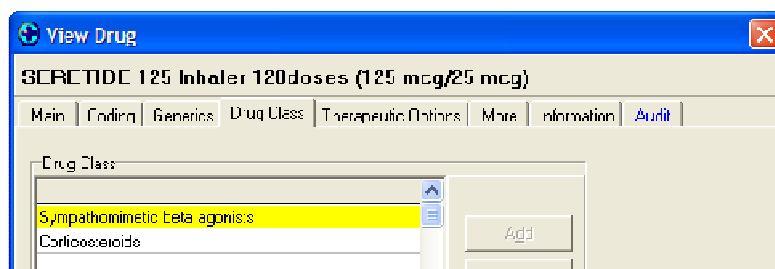 View Drug
SERETIDE 125 Inhaler 120doses (125 mcg/25 mcg)
Main Coding Generics Drug Class Therapeutic Options More Information Audit
Drug Class
Sympathomimetic beta agonists
Corticosteroids
Add